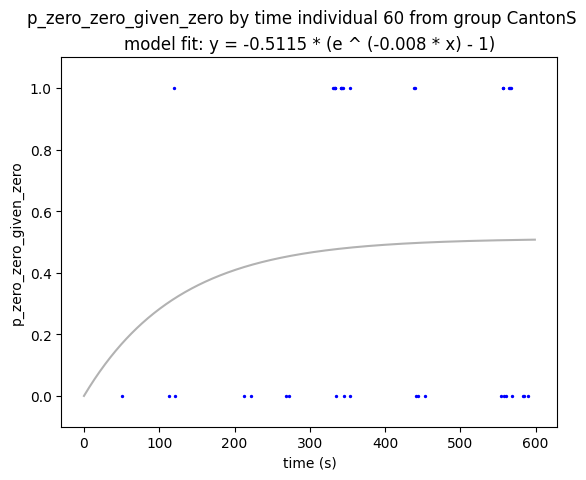 p_zero_zero_given_zero by time individual 60 from group CantonS
model fit: y = -0.5115 * (e ^ (-0.008 * x) - 1)
1.0
0.8
0.6
0.4
0.2
0.0
p_zero_zero_given_zero
0 100 200 300 400 500 600
time (s)